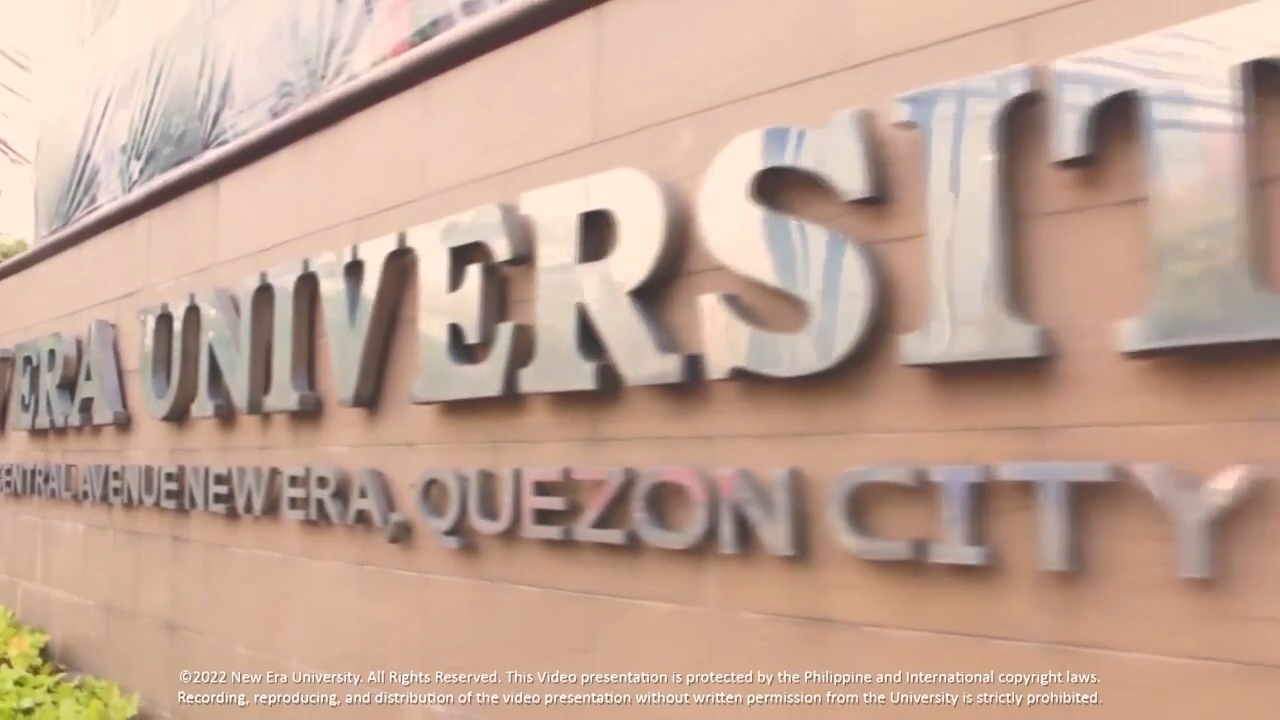 ERA UNIVERSIT
CENTRAL AVENUE NEW ERA, QUEZON CITY
©2022 New Era University. All Rights Reserved. This Video presentation is protected by the Philippine and International copyright laws.
Recording, reproducing, and distribution of the video presentation without written permission from the University is strictly prohibited.